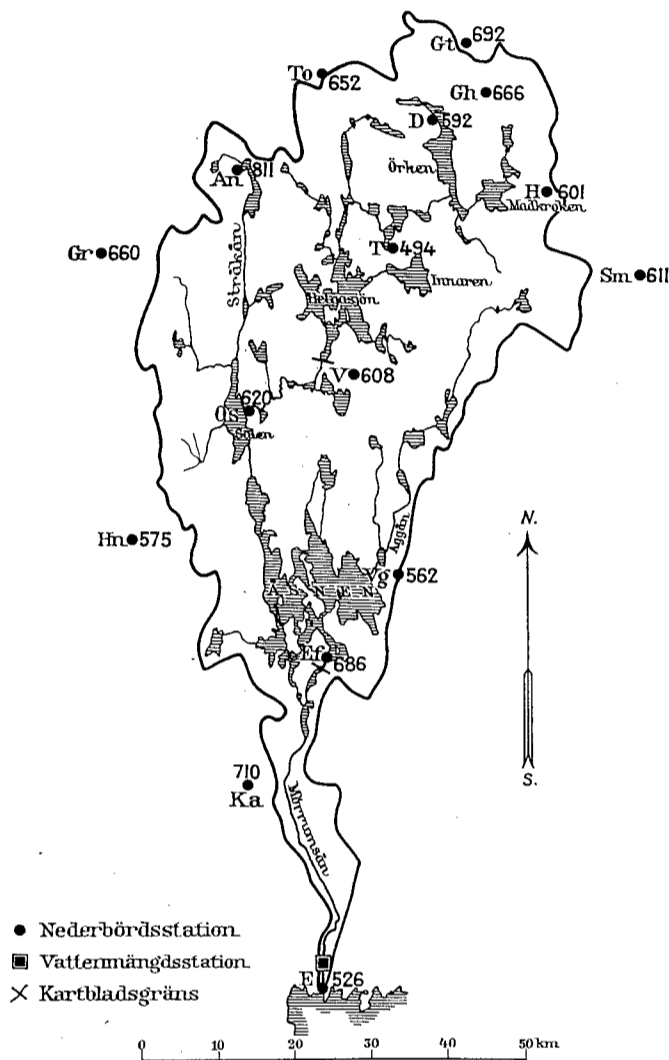 692
Gt
To
652
Gh 666
D 592
Örken
An 811
H 601
Madkroken
T 494
Gr 660
Sm 611
Stråkån
Innaren
Helgasjön
V 608
620
Os
Salen
Hn 575
Aggån
N.
Vg 562
ÅSNEN
Ef
686
S.
710
Ka
Mörrumsån
Nederbördsstation
Vattenmängdsstation
Kartbladsgräns
526
0 10 20 30 40 50 km